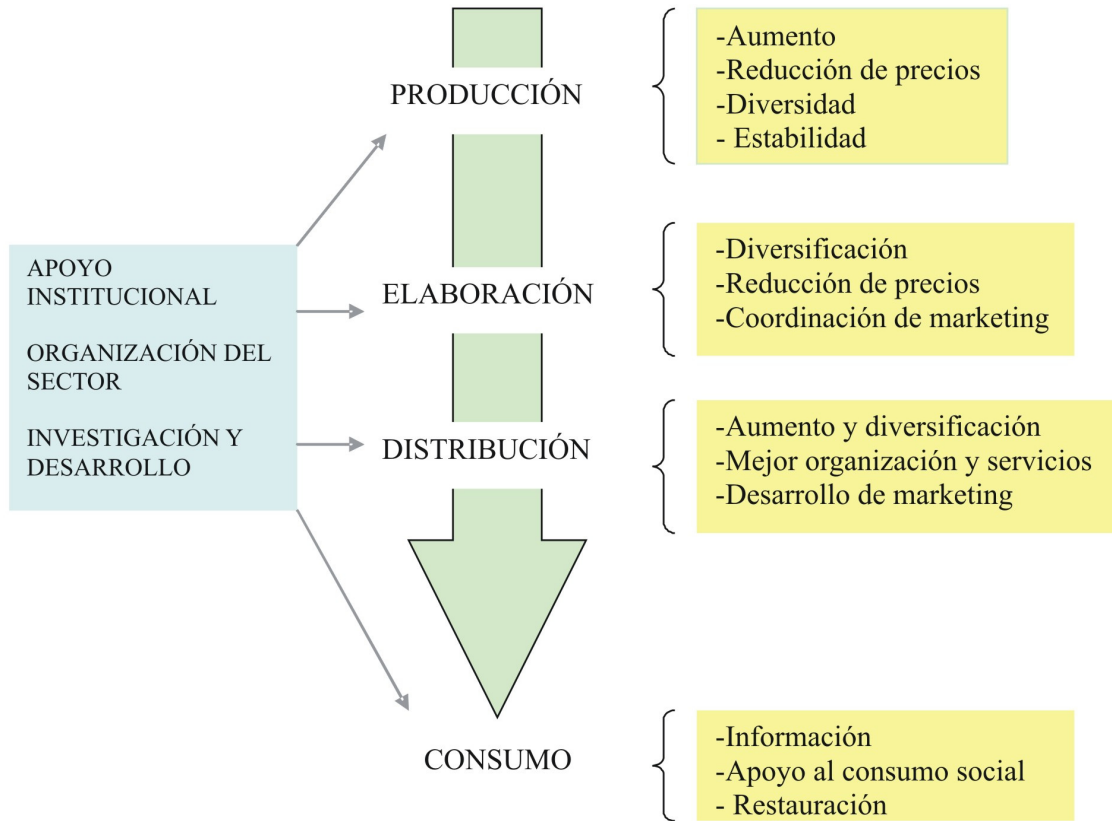 PRODUCCIÓN
-Aumento
-Reducción de precios
-Diversidad
- Estabilidad
APOYO
INSTITUCIONAL
ORGANIZACIÓN DEL
SECTOR
INVESTIGACIÓN Y
DESARROLLO
ELABORACIÓN
-Diversificación
-Reducción de precios
-Coordinación de marketing
DISTRIBUCIÓN
-Aumento y diversificación
-Mejor organización y servicios
-Desarrollo de marketing
CONSUMO
-Información
-Apoyo al consumo social
- Restauración